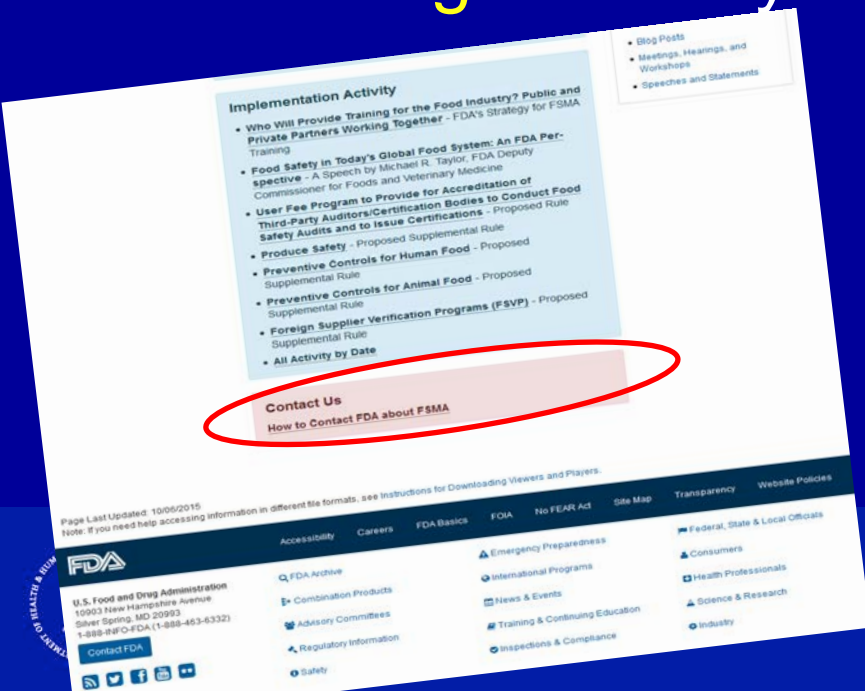 • Blog Posts
• Meetings, Hearings, and
Workshops
• Speeches and Statements
Implementation Activity
• Who Will Provide Training for the Food Industry? Public and
Private Partners Working Together - FDA's Strategy for FSMA
Training
• Food Safety in Today's Global Food System: An FDA Per-
spective - A Speech by Michael R. Taylor, FDA Deputy
Commissioner for Foods and Veterinary Medicine
• User Fee Program to Provide for Accreditation of
Third-Party Auditors/Certification Bodies to Conduct Food
Safety Audits and to Issue Certifications - Proposed Rule
• Produce Safety - Proposed Supplemental Rule
• Preventive Controls for Human Food - Proposed
Supplemental Rule
• Preventive Controls for Animal Food - Proposed
Supplemental Rule
• Foreign Supplier Verification Programs (FSVP) - Proposed
Supplemental Rule
• All Activity by Date
Contact Us
How to Contact FDA about FSMA
Page Last Updated: 10/06/2015
Note: If you need help accessing information in different file formats, see Instructions for Downloading Viewers and Players.
Accessibility Careers FDA Basics FOIA No FEAR Act Site Map Transparency Website Policies
FDA
U.S. Food and Drug Administration
10903 New Hampshire Avenue
Silver Spring, MD 20993
1-888-INFO-FDA (1-888-463-6332)
Contact FDA
FDA Archive
Combination Products
Advisory Committees
Regulatory Information
Safety
Emergency Preparedness
International Programs
News & Events
Training & Continuing Education
Inspections & Compliance
Federal, State & Local Officials
Consumers
Health Professionals
Science & Research
Industry
OF HEALTH & HUM